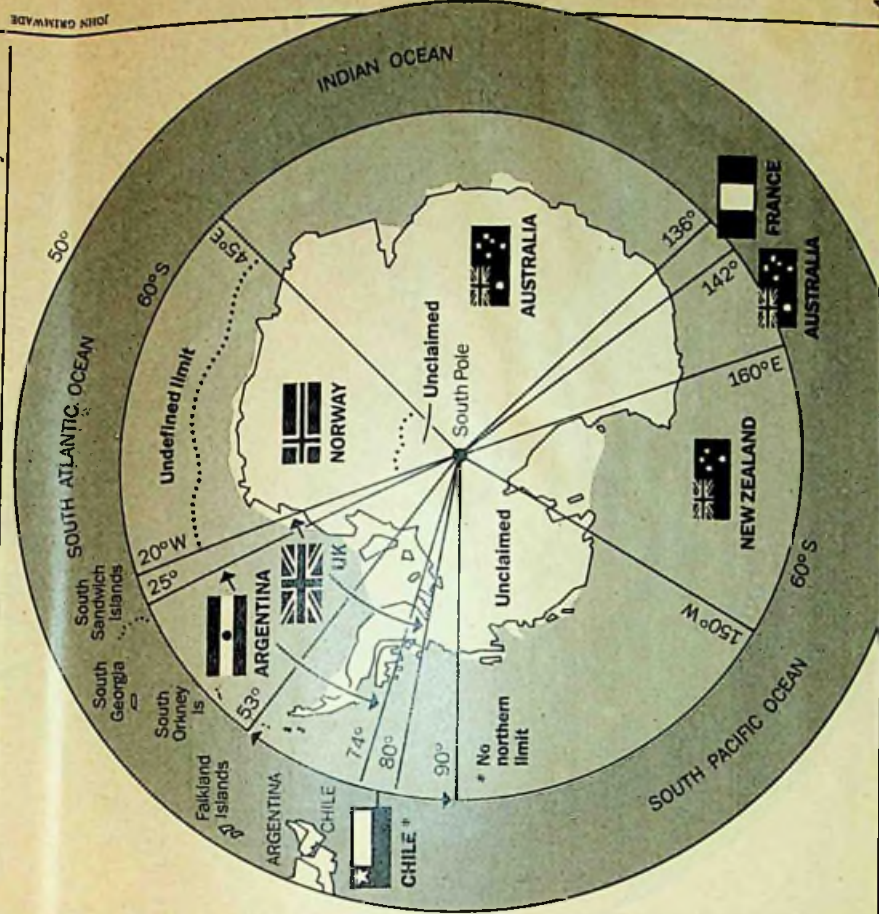 JOHN GRIMWADE
INDIAN OCEAN
50°
60°S
SOUTH ATLANTIC OCEAN
45°E
136°
FRANCE
142°
AUSTRALIA
AUSTRALIA
Undefined limit
Unclaimed
South Pole
NORWAY
160°E
20°W
25°
South
Sandwich
Islands
South
Georgia
South
Orkney
Is
UK
ARGENTINA
53°
Unclaimed
NEW ZEALAND
60°S
Falkland
Islands
74°
80°
90°
* No
northern
limit
150°W
ARGENTINA
CHILE
CHILE *
SOUTH PACIFIC OCEAN